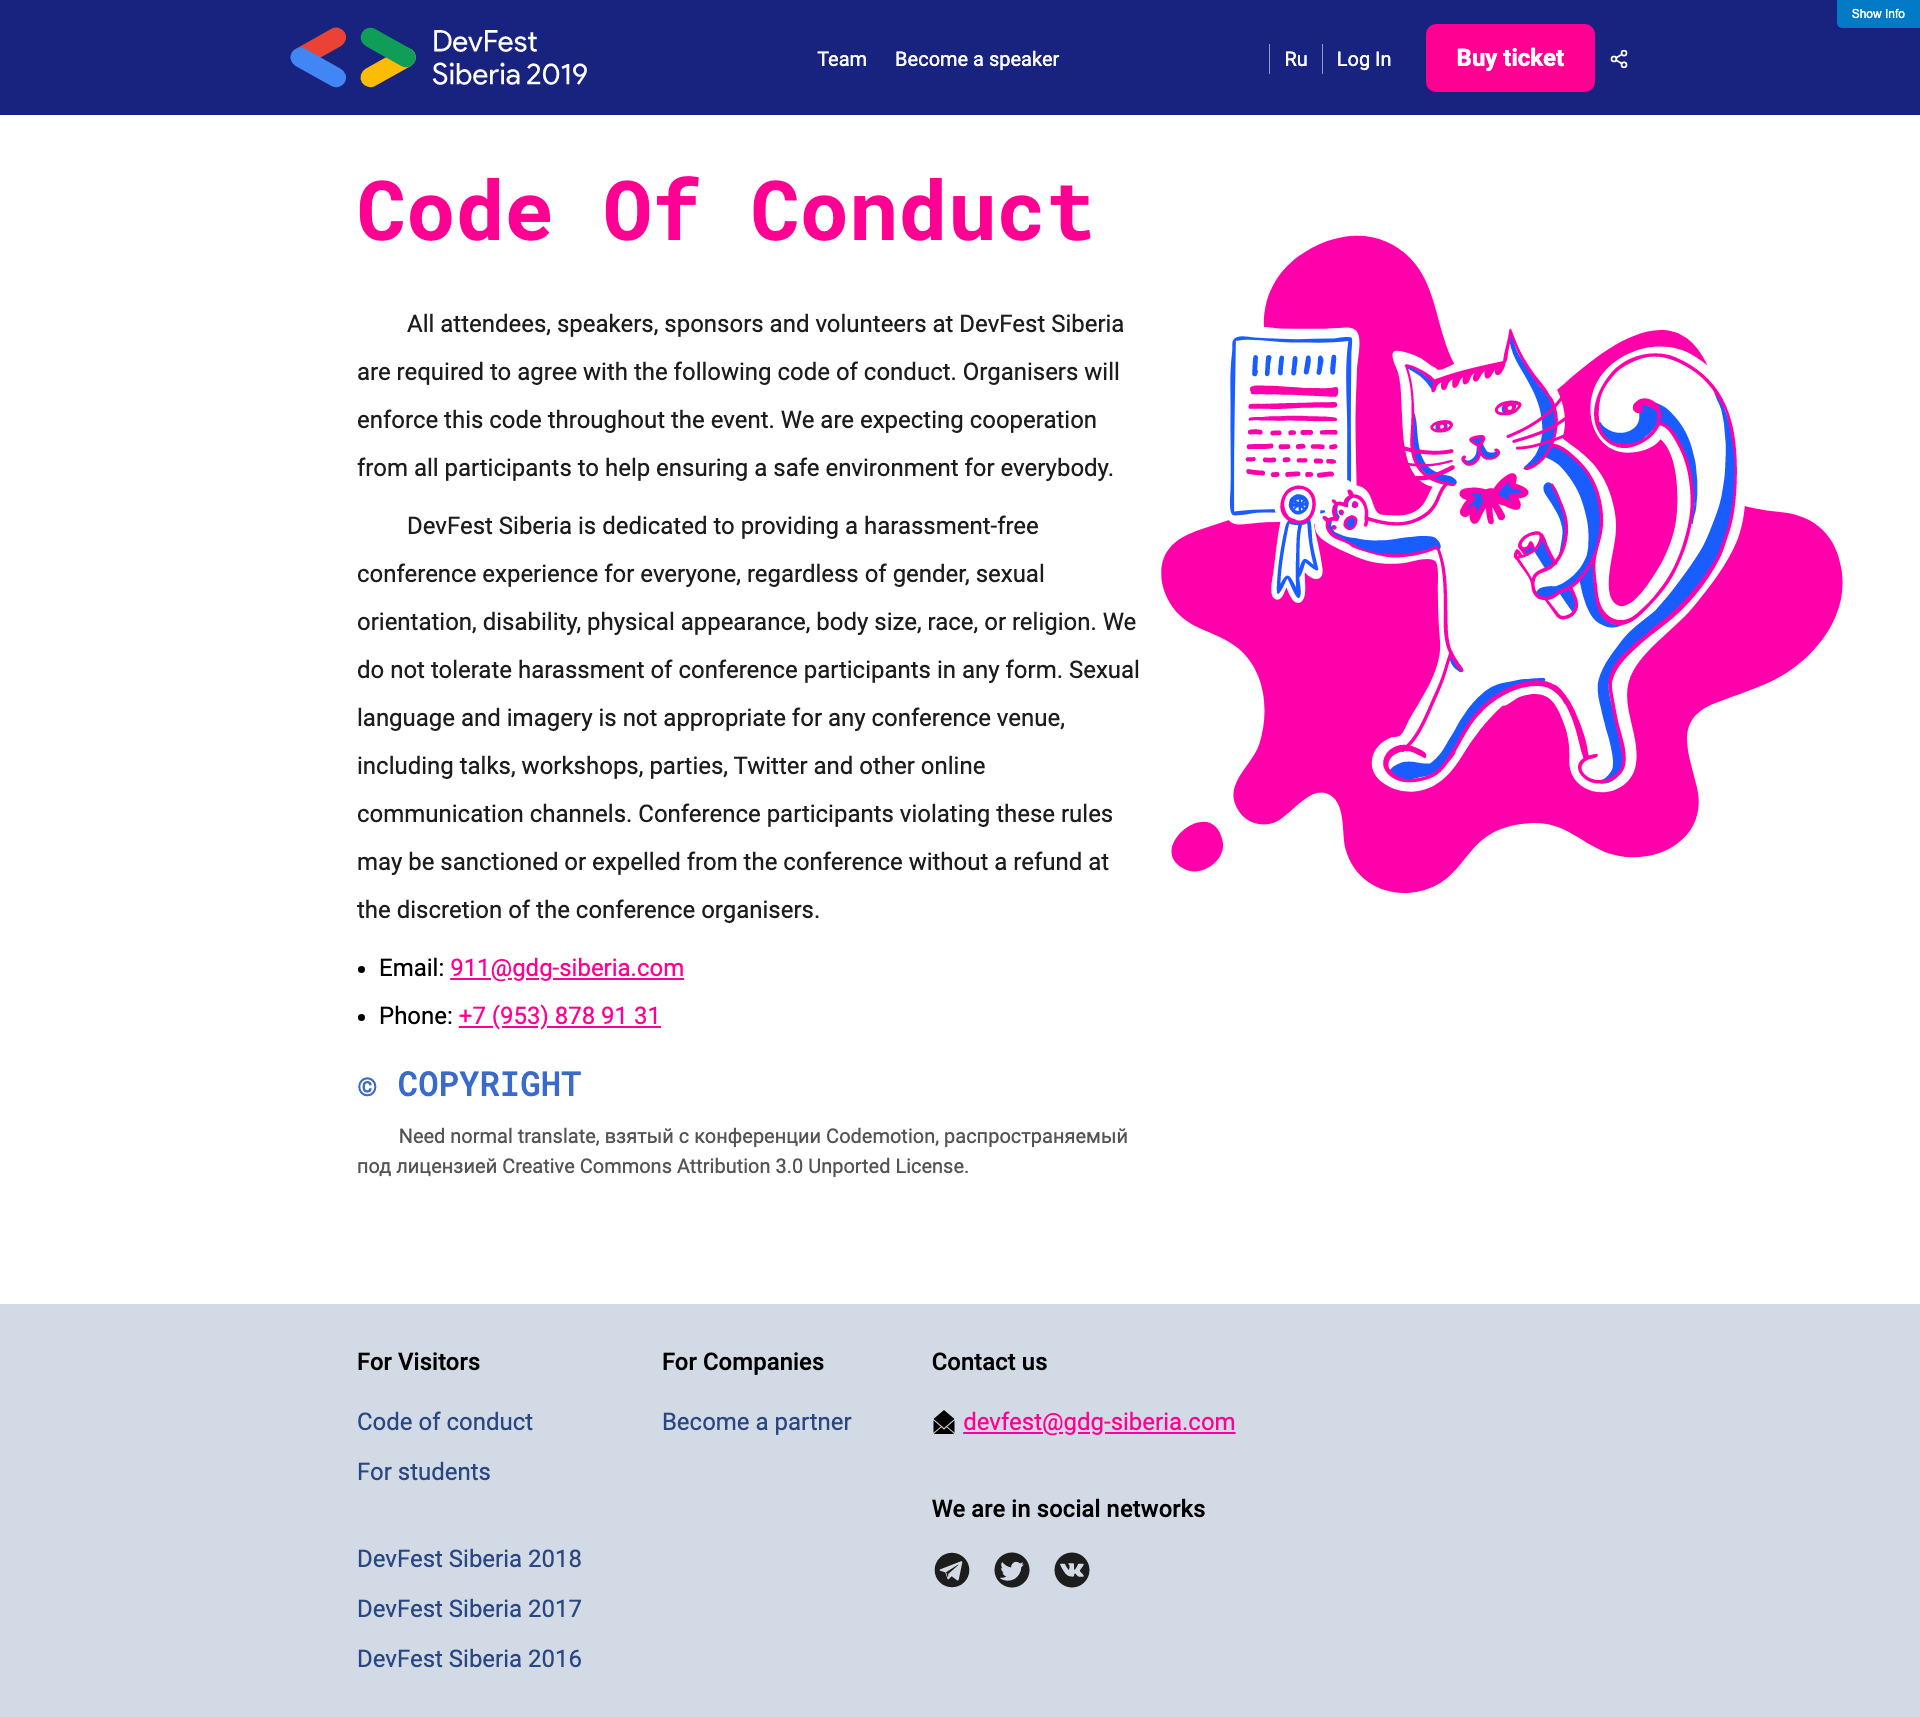 Show Info
DevFest
Siberia 2019
Team
Become a speaker
Ru
Log In
Buy ticket
Code Of Conduct
All attendees, speakers, sponsors and volunteers at DevFest Siberia
are required to agree with the following code of conduct. Organisers will
enforce this code throughout the event. We are expecting cooperation
from all participants to help ensuring a safe environment for everybody.
DevFest Siberia is dedicated to providing a harassment-free
conference experience for everyone, regardless of gender, sexual
orientation, disability, physical appearance, body size, race, or religion. We
do not tolerate harassment of conference participants in any form. Sexual
language and imagery is not appropriate for any conference venue,
including talks, workshops, parties, Twitter and other online
communication channels. Conference participants violating these rules
may be sanctioned or expelled from the conference without a refund at
the discretion of the conference organisers.
• Email: 911@gdg-siberia.com
• Phone: +7 (953) 878 91 31
© COPYRIGHT
Need normal translate, взятый с конференции Codemotion, распространяемый
под лицензией Creative Commons Attribution 3.0 Unported License.
For Visitors
Code of conduct
For students
DevFest Siberia 2018
DevFest Siberia 2017
DevFest Siberia 2016
For Companies
Become a partner
Contact us
devfest@gdg-siberia.com
We are in social networks